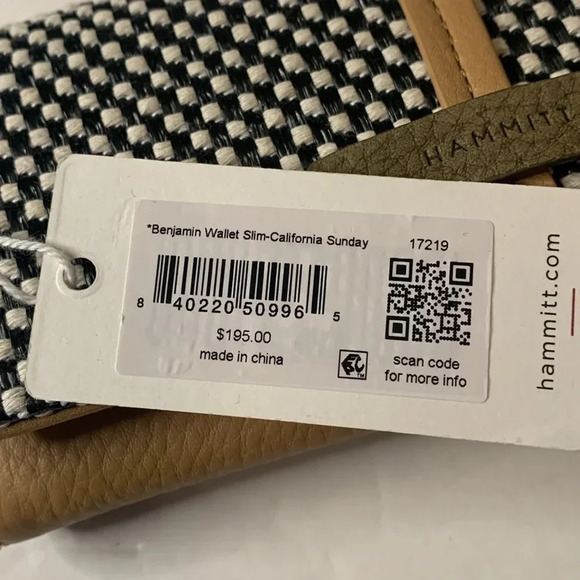 HAMMITT
*Benjamin Wallet Slim-California Sunday 17219
8 40220 50996 5
$195.00
made in china
scan code
for more info
hammitt.com